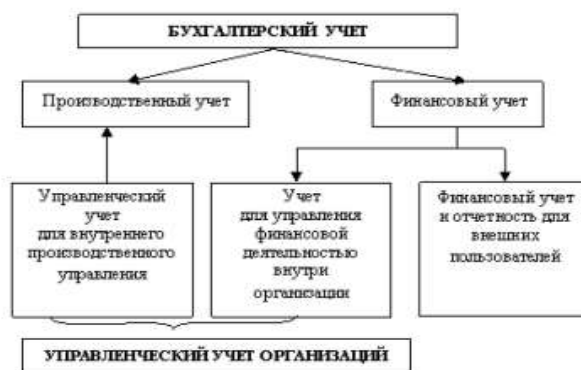 БУХГАЛТЕРСКИЙ УЧЕТ
Производственный учет
Финансовый учет
Управленческий
учет
для внутреннего
производственного
управления
Учет
для управления
финансовой
деятельностью
внутри
организации
Финансовый учет
и отчетность для
внешних
пользователей
УПРАВЛЕНЧЕСКИЙ УЧЕТ ОРГАНИЗАЦИЙ